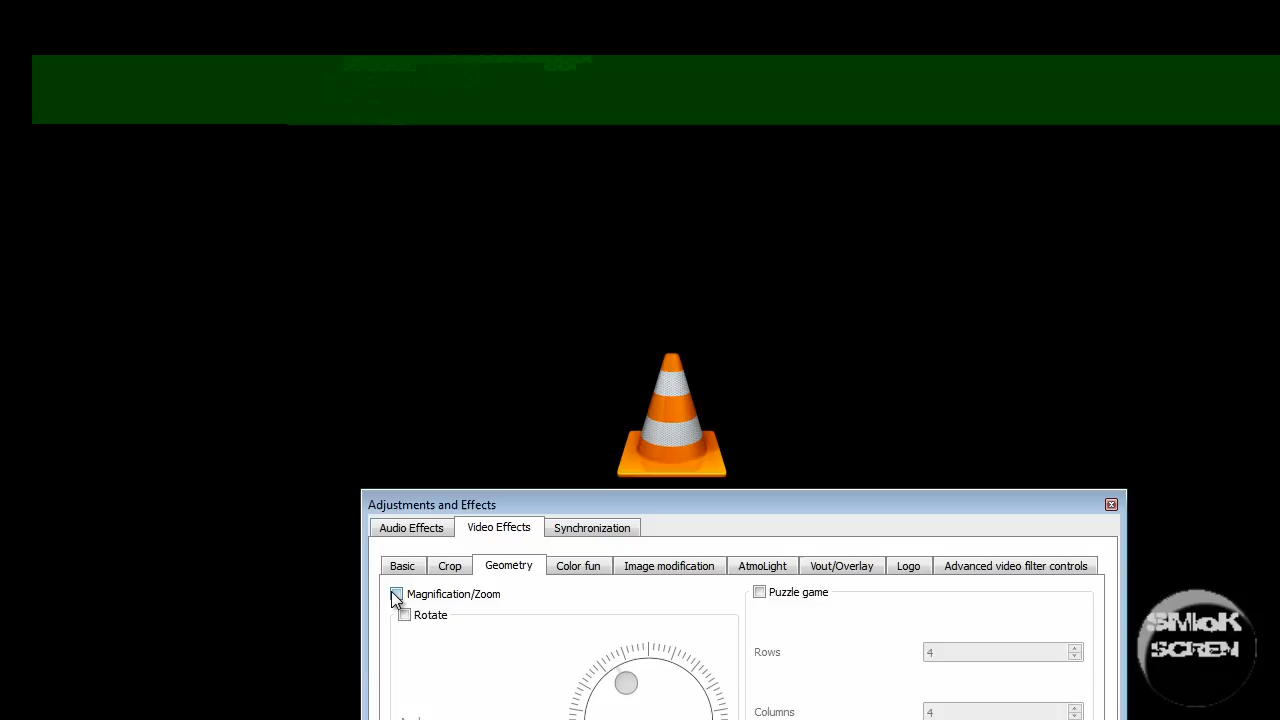 Adjustments and Effects
Audio Effects Video Effects Synchronization
Basic Crop Geometry Color fun Image modification AtmoLight Vout/Overlay Logo Advanced video filter controls
Magnification/Zoom Puzzle game
Rotate
Rows 4
Columns 4
SMoK
SCREN